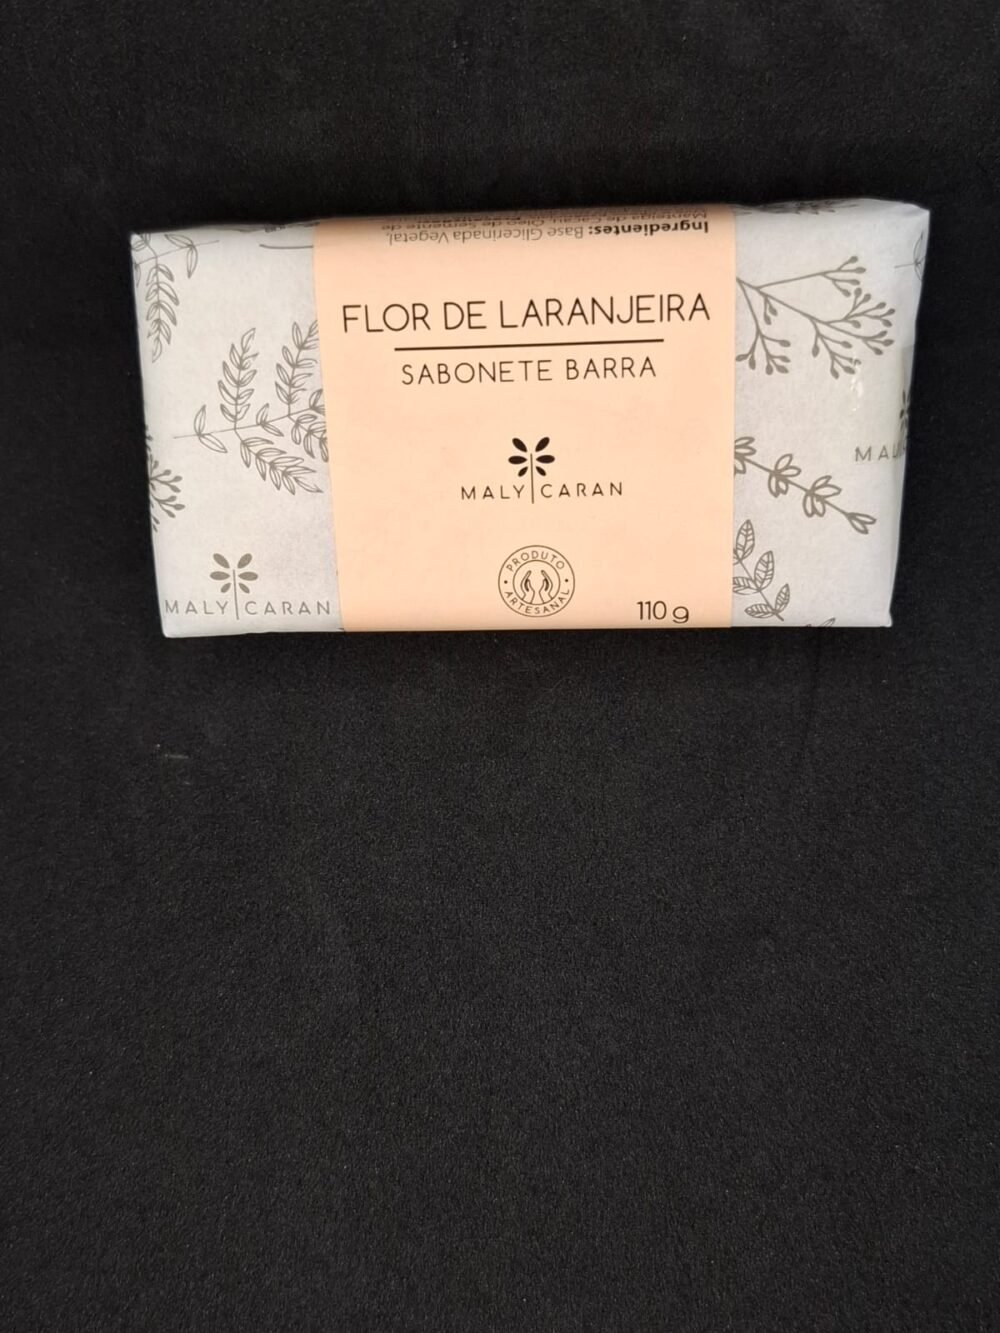 Ingredientes: Base Glicerinada Vegetal,
FLOR DE LARANJEIRA
SABONETE BARRA
MALY CARAN
PRODUTO
ARTESANAL
110 g
MALY CARAN